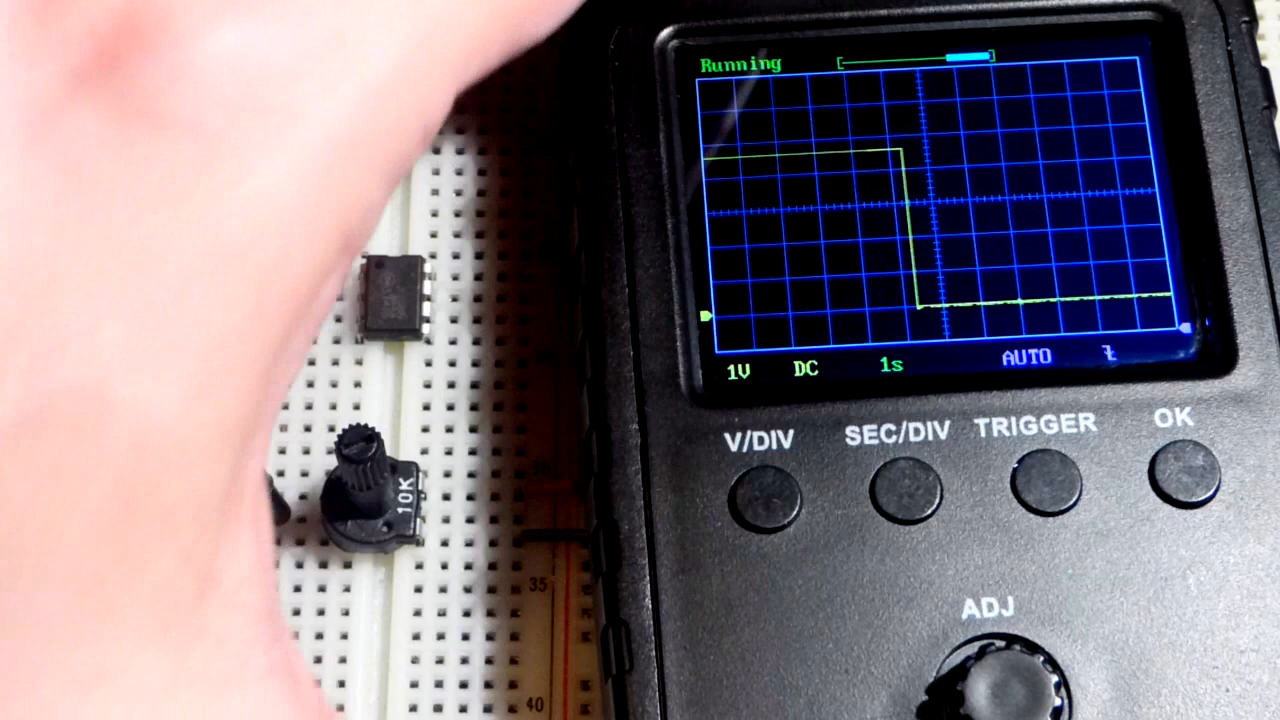 Running
1V DC 1s AUTO
V/DIV SEC/DIV TRIGGER OK
10K
35
ADJ
40